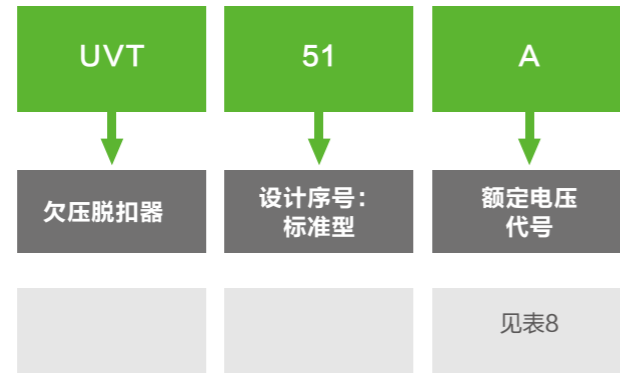 UVT 51 A
欠压脱扣器
设计序号：
标准型
额定电压
代号
见表8